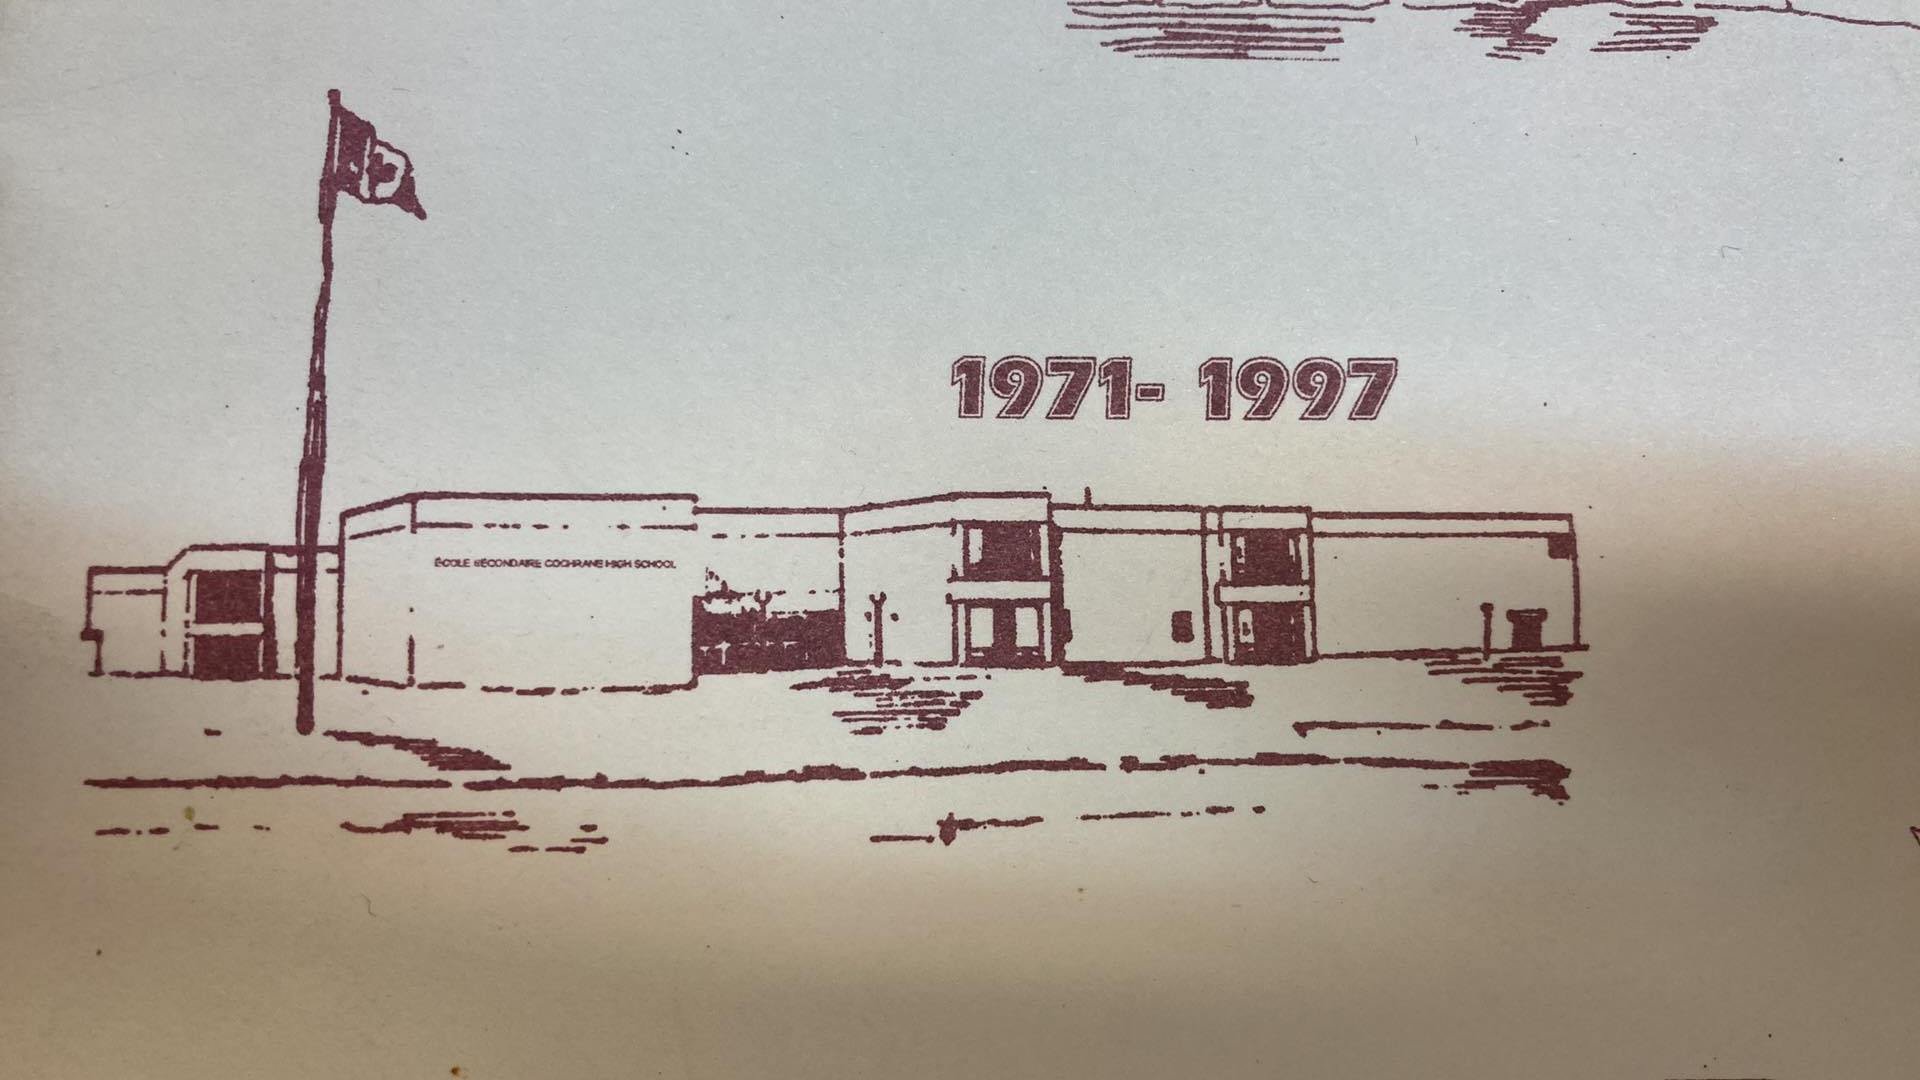 1971- 1997
ÉCOLE SECONDAIRE COCHRANE HIGH SCHOOL